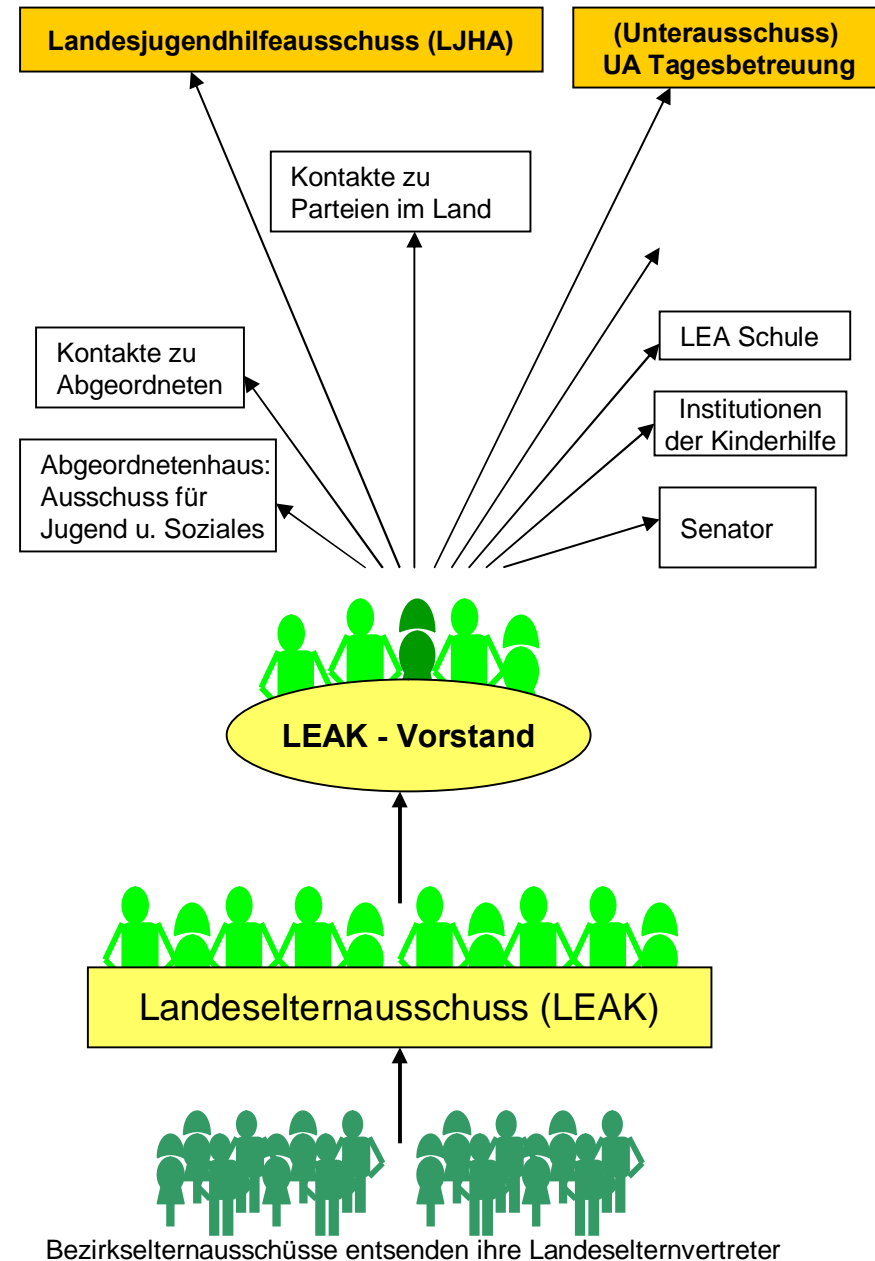 Landesjugendhilfeausschuss (LJHA)
(Unterausschuss)
UA Tagesbetreuung
Kontakte zu
Parteien im Land
Kontakte zu
Abgeordneten
LEA Schule
Institutionen
der Kinderhilfe
Abgeordnetenhaus:
Ausschuss für
Jugend u. Soziales
Senator
LEAK - Vorstand
Landeselternausschuss (LEAK)
Bezirkselternausschüsse entsenden ihre Landeselternvertreter